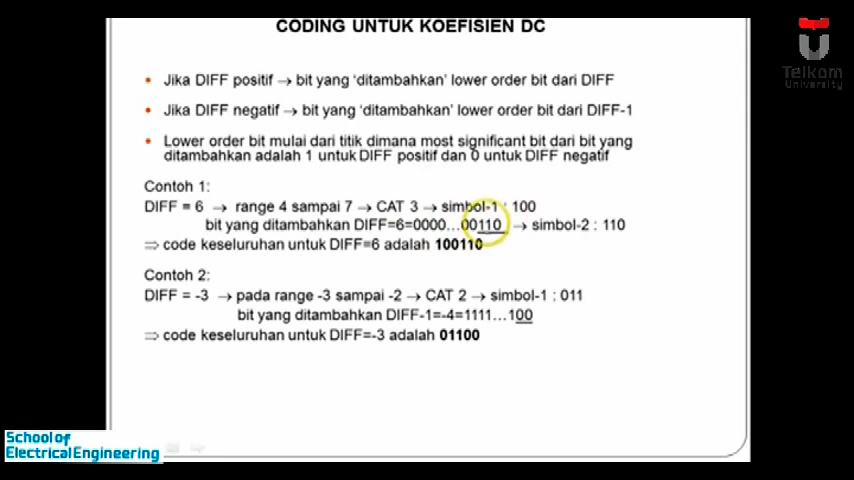 CODING UNTUK KOEFISIEN DC
Telkom
University
• Jika DIFF positif → bit yang 'ditambahkan' lower order bit dari DIFF
• Jika DIFF negatif → bit yang 'ditambahkan' lower order bit dari DIFF-1
• Lower order bit mulai dari titik dimana most significant bit dari bit yang
ditambahkan adalah 1 untuk DIFF positif dan 0 untuk DIFF negatif
Contoh 1:
DIFF = 6 → range 4 sampai 7 → CAT 3 → simbol-1 : 100
bit yang ditambahkan DIFF=6=0000...00110 → simbol-2 : 110
⇒ code keseluruhan untuk DIFF=6 adalah 100110
Contoh 2:
DIFF = -3 → pada range -3 sampai -2 → CAT 2 → simbol-1 : 011
bit yang ditambahkan DIFF-1=-4=1111...100
⇒ code keseluruhan untuk DIFF=-3 adalah 01100
School of
Electrical Engineering